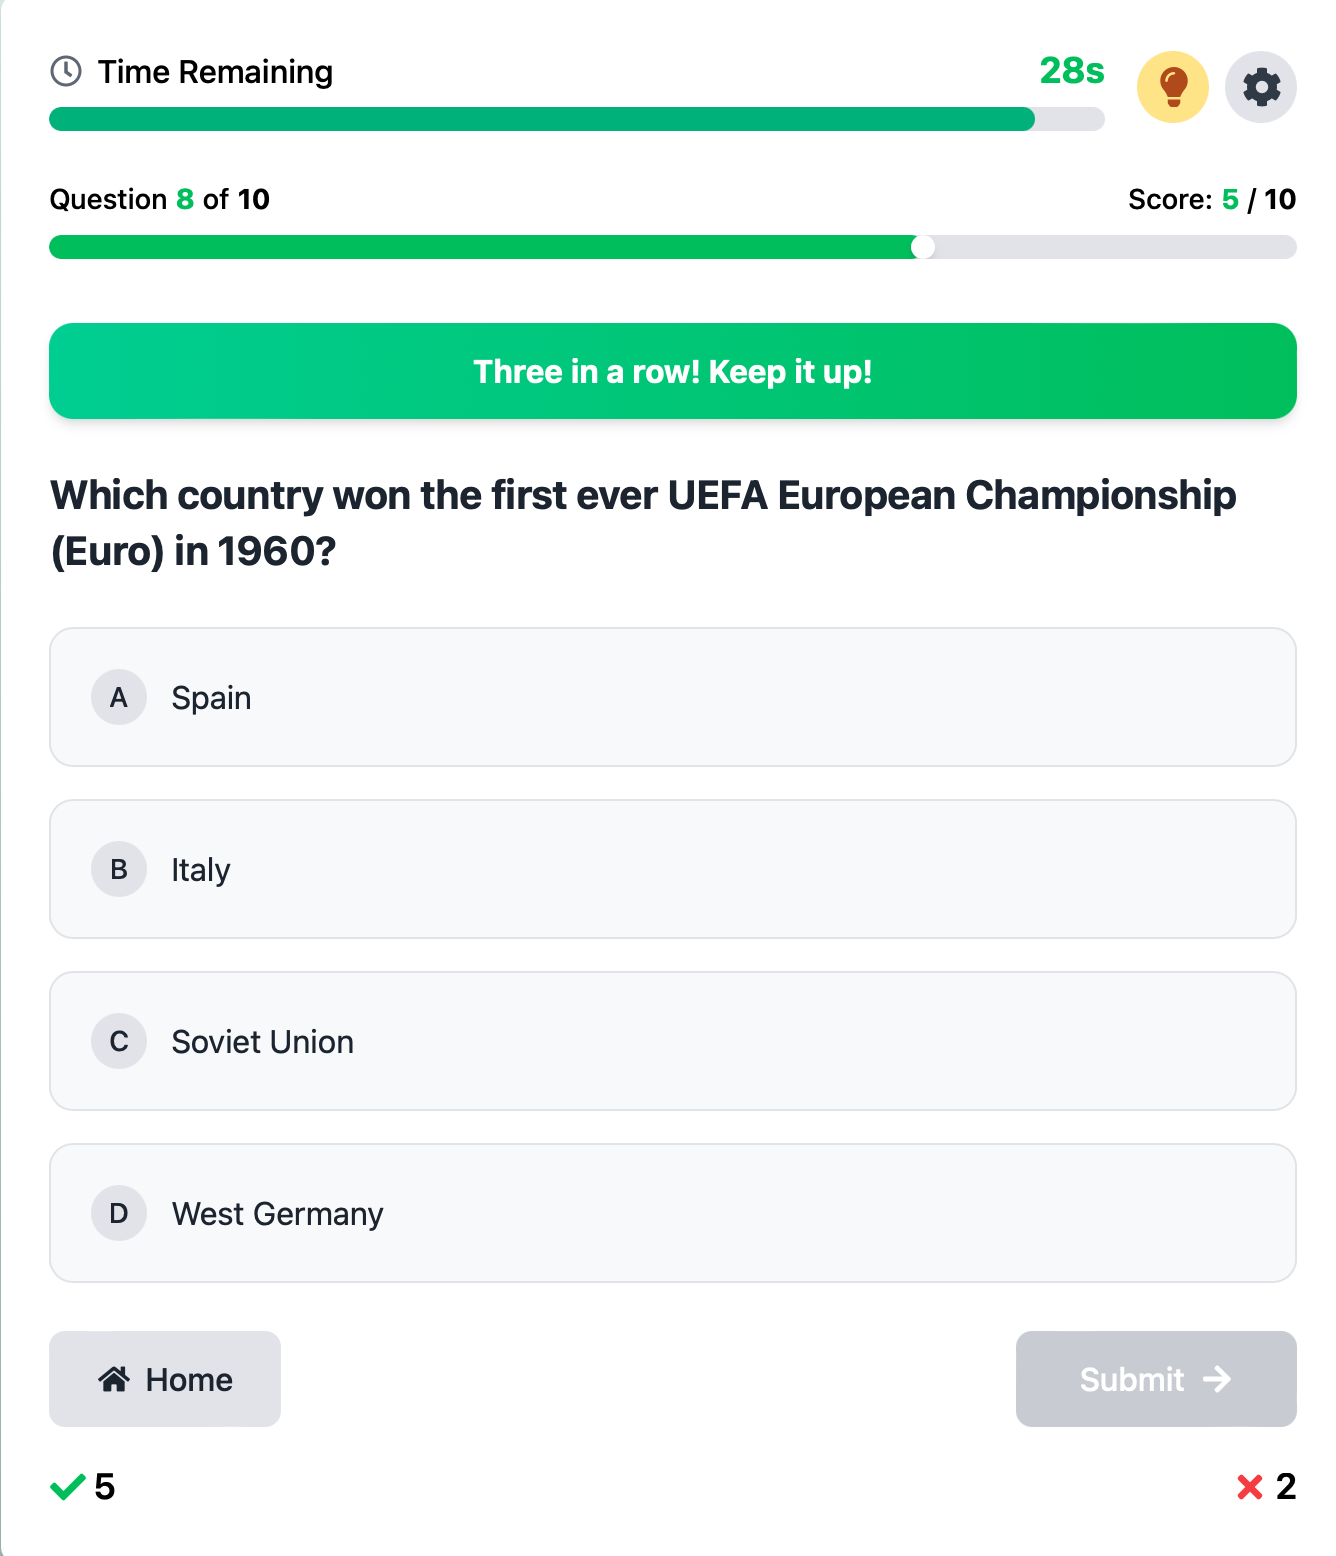 Time Remaining
28s
Question 8 of 10
Score: 5 / 10
Three in a row! Keep it up!
Which country won the first ever UEFA European Championship
(Euro) in 1960?
A Spain
B Italy
C Soviet Union
D West Germany
Home
Submit
5
2